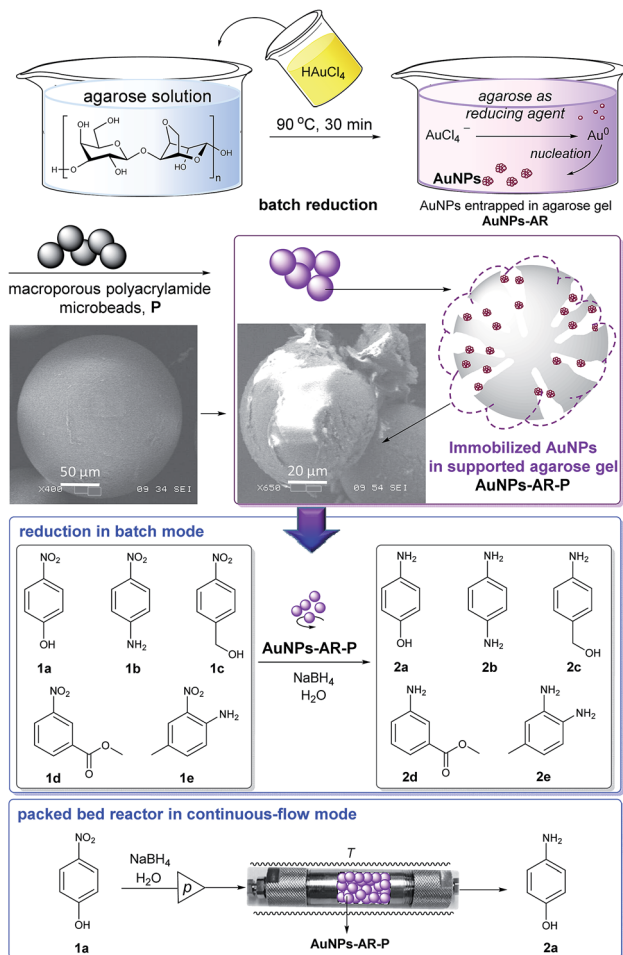 HAuCl4
agarose solution
OH
OH
O
O
O
OH
H
O
OH
O
OH
O
n
90 °C, 30 min
batch reduction
agarose as
reducing agent
AuCl4 −
Au0
nucleation
AuNPs
AuNPs entrapped in agarose gel
AuNPs-AR
macroporous polyacrylamide
microbeads, P
50 µm
X400
09 34 SEI
20 µm
X650
09 54 SEI
Immobilized AuNPs
in supported agarose gel
AuNPs-AR-P
reduction in batch mode
NO2
NO2
NO2
OH
NH2
OH
1a
1b
1c
NO2
NO2
NH2
O
O
1d
1e
AuNPs-AR-P
NaBH4
H2O
NH2
NH2
NH2
OH
NH2
OH
2a
2b
2c
NH2
NH2
NH2
O
O
2d
2e
packed bed reactor in continuous-flow mode
NO2
OH
1a
NaBH4
H2O
p
T
AuNPs-AR-P
NH2
OH
2a